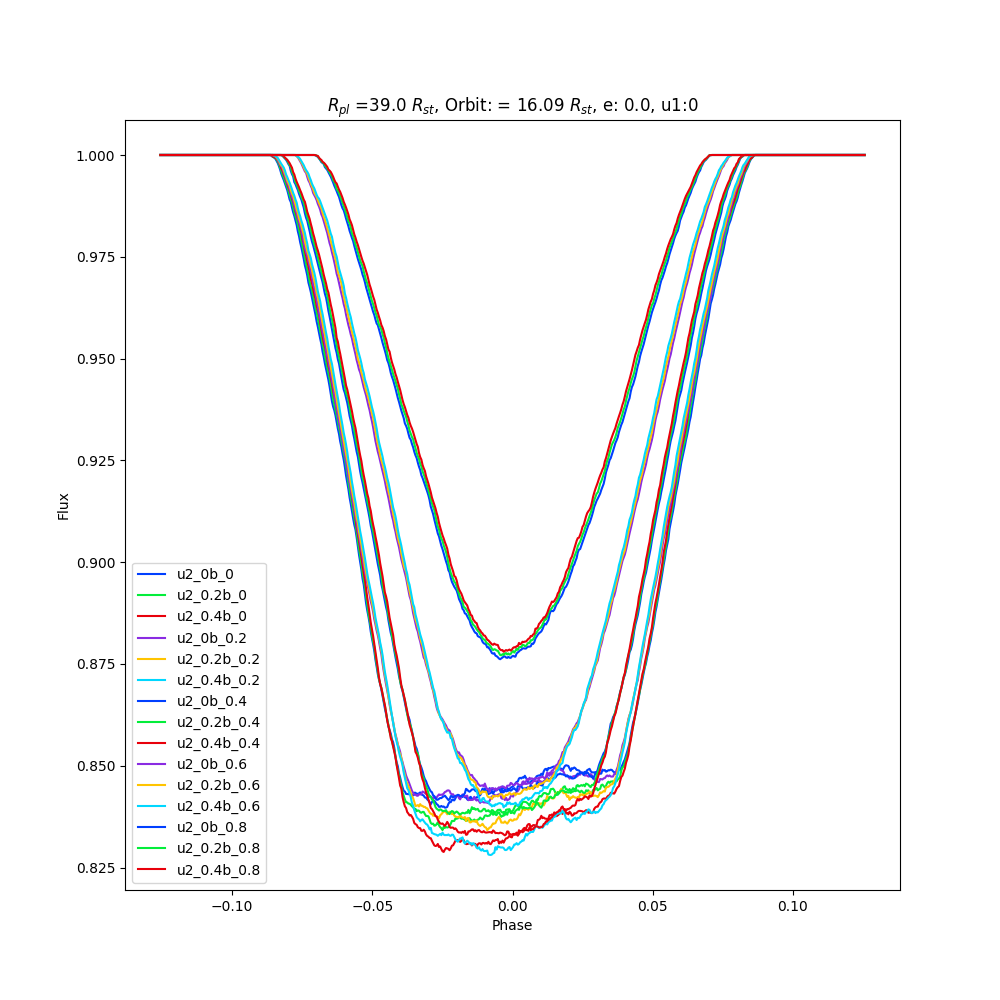 R_pl =39.0 R_st, Orbit: = 16.09 R_st, e: 0.0, u1:0
1.000
0.975
0.950
0.925
0.900
0.875
0.850
0.825
Flux
u2_0b_0
u2_0.2b_0
u2_0.4b_0
u2_0b_0.2
u2_0.2b_0.2
u2_0.4b_0.2
u2_0b_0.4
u2_0.2b_0.4
u2_0.4b_0.4
u2_0b_0.6
u2_0.2b_0.6
u2_0.4b_0.6
u2_0b_0.8
u2_0.2b_0.8
u2_0.4b_0.8
−0.10 −0.05 0.00 0.05 0.10
Phase